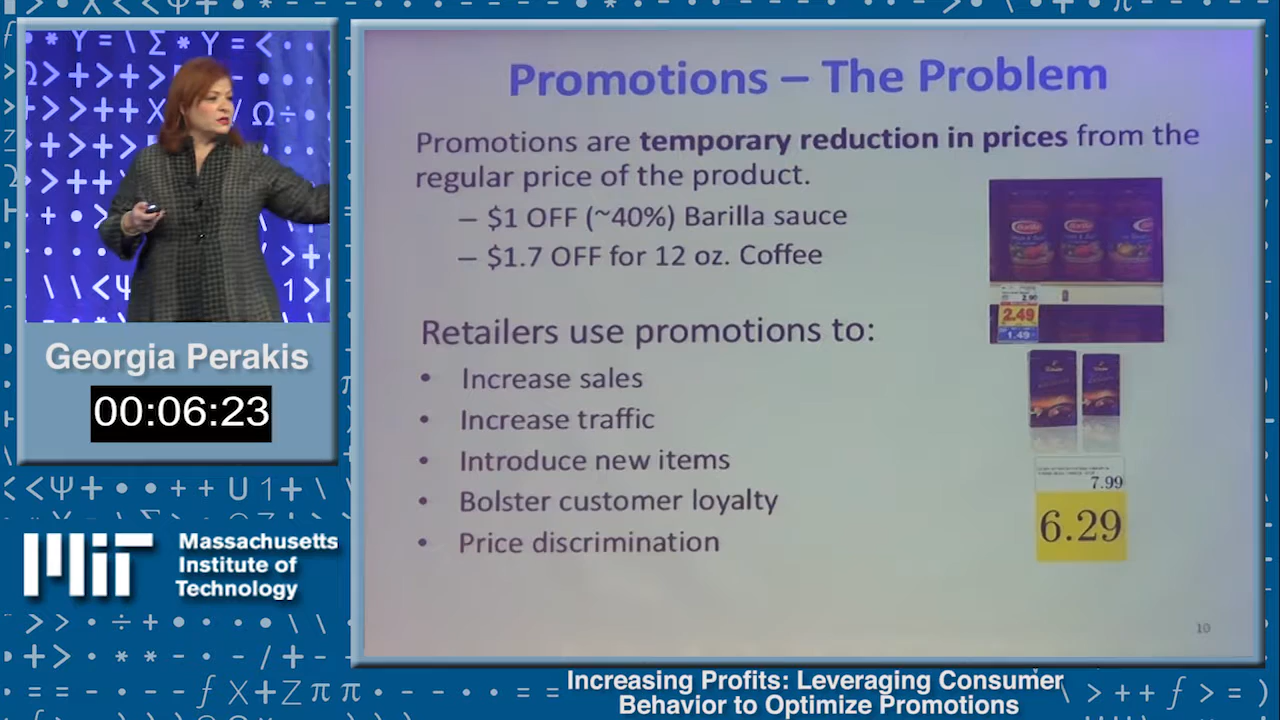 Promotions – The Problem
Promotions are temporary reduction in prices from the
regular price of the product.
– $1 OFF (~40%) Barilla sauce
– $1.7 OFF for 12 oz. Coffee
Retailers use promotions to:
• Increase sales
• Increase traffic
• Introduce new items
• Bolster customer loyalty
• Price discrimination
Barilla
Barilla
2.49
1.49
7.99
6.29
10
Georgia Perakis
00:06:23
MIT
Massachusetts
Institute of
Technology
Increasing Profits: Leveraging Consumer
Behavior to Optimize Promotions